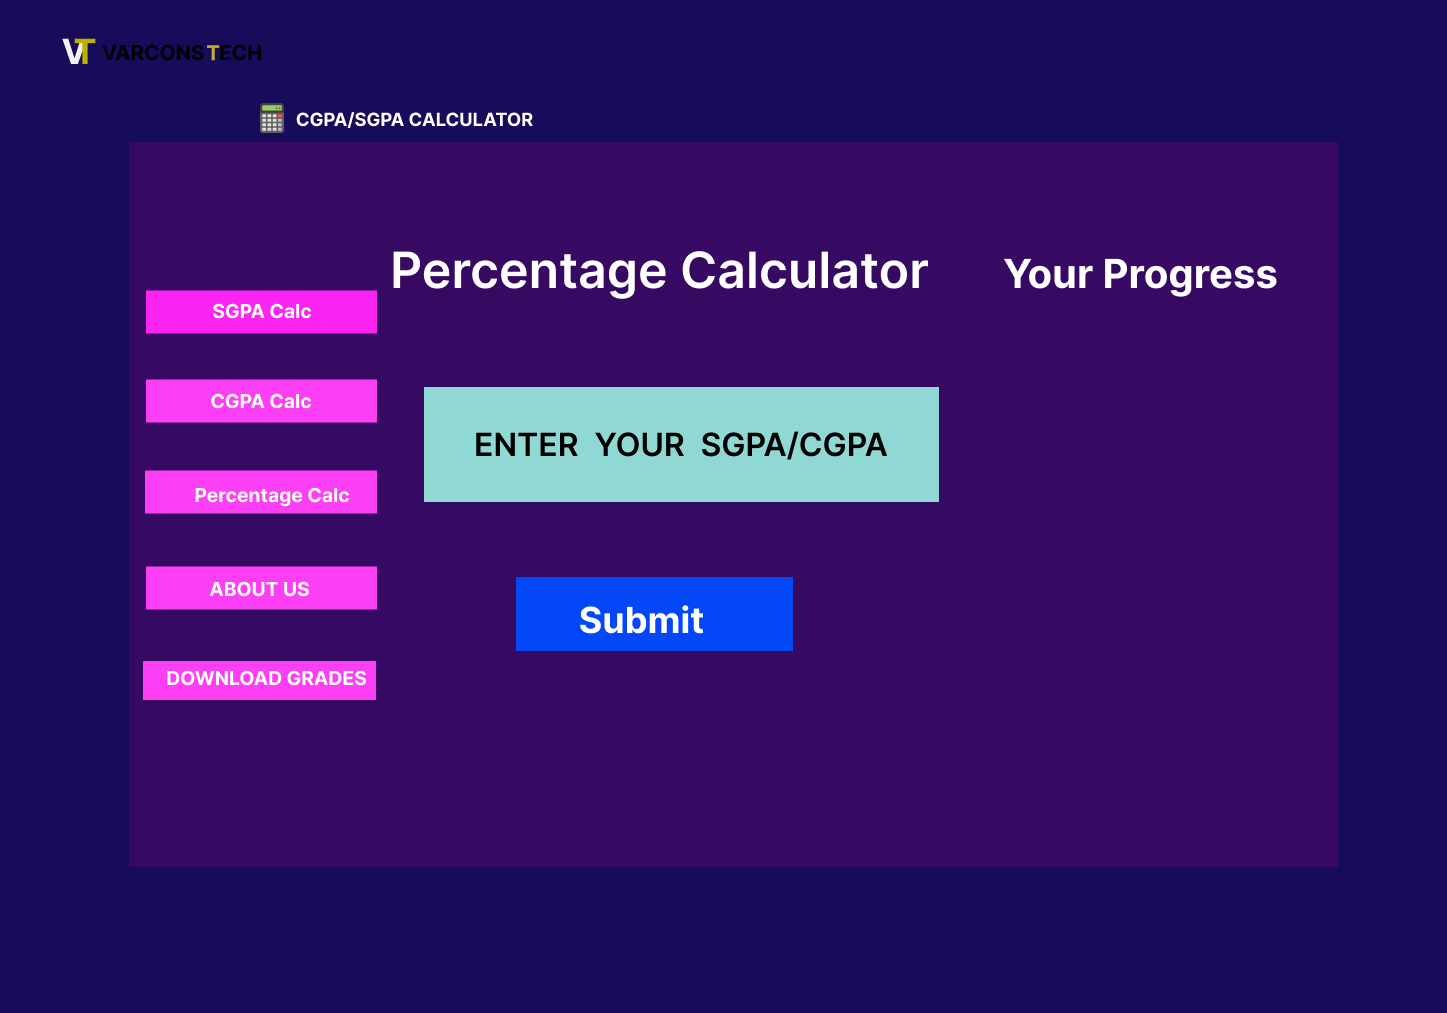 VT VARCONSTECH
CGPA/SGPA CALCULATOR
Percentage Calculator
Your Progress
SGPA Calc
CGPA Calc
ENTER YOUR SGPA/CGPA
Percentage Calc
ABOUT US
Submit
DOWNLOAD GRADES